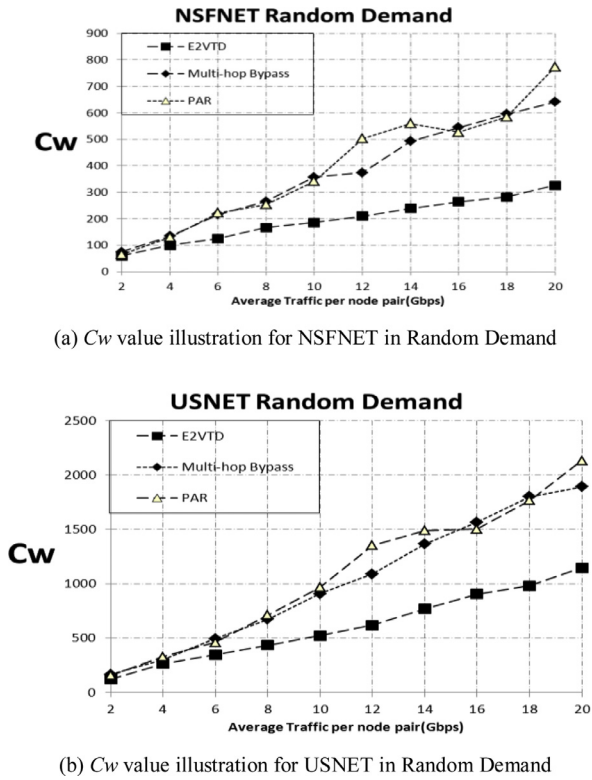 NSFNET Random Demand
900
800
700
600
500
400
300
200
100
0
Cw
E2VTD
Multi-hop Bypass
PAR
2 4 6 8 10 12 14 16 18 20
Average Traffic per node pair(Gbps)
(a) Cw value illustration for NSFNET in Random Demand
USNET Random Demand
2500
2000
1500
1000
500
0
Cw
E2VTD
Multi-hop Bypass
PAR
2 4 6 8 10 12 14 16 18 20
Average Traffic per node pair(Gbps)
(b) Cw value illustration for USNET in Random Demand